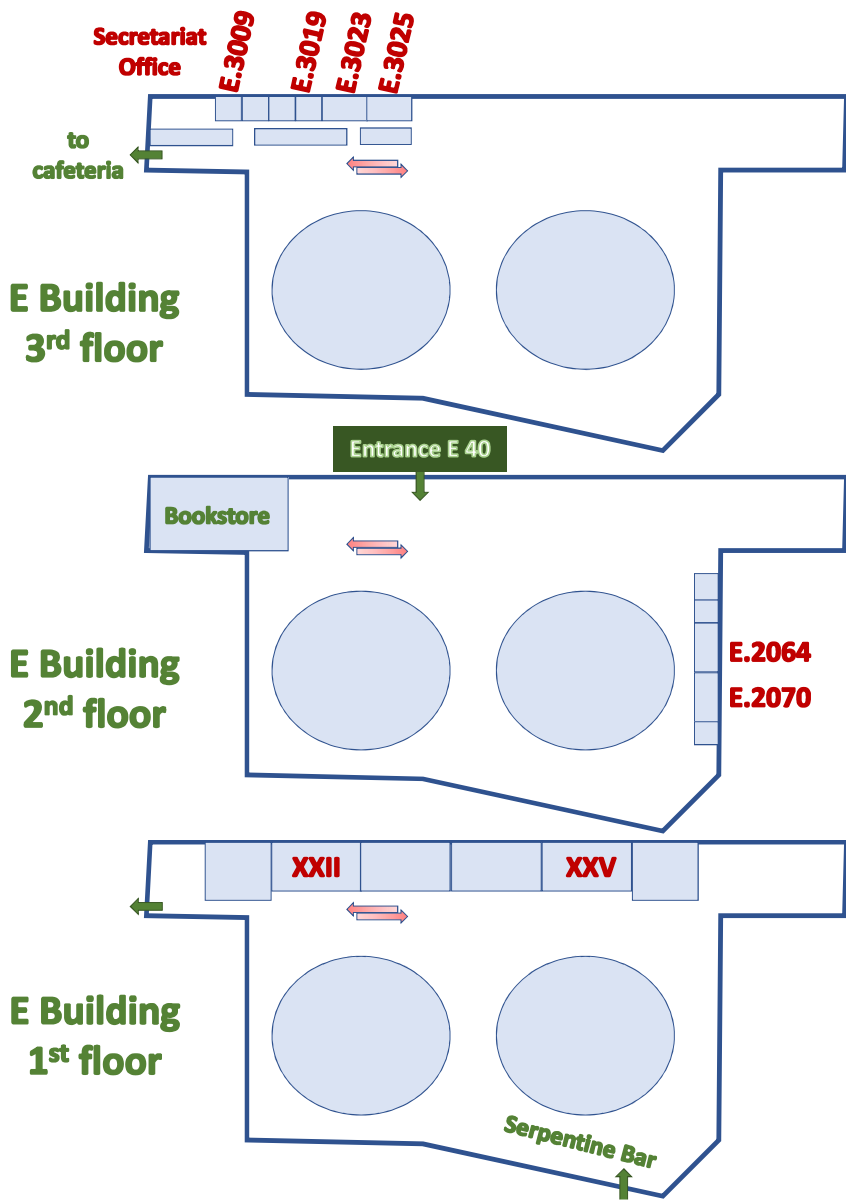 Secretariat
Office
E.3009
E.3019
E.3023
E.3025
to
cafeteria
E Building
3rd floor
Entrance E 40
Bookstore
E Building
2nd floor
E.2064
E.2070
XXII
XXV
E Building
1st floor
Serpentine Bar